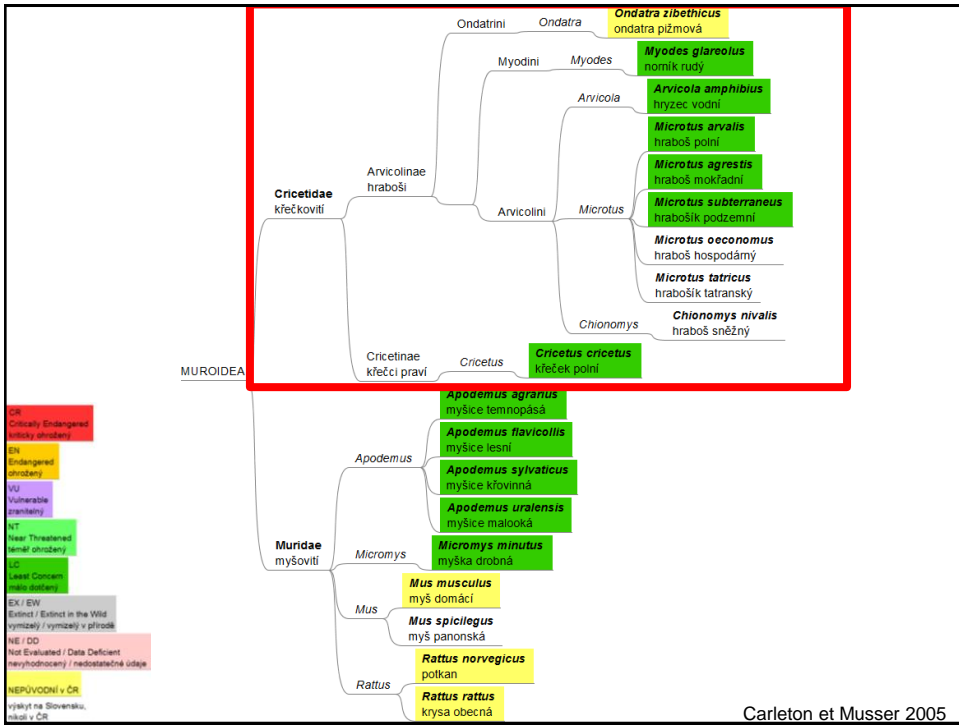 Ondatrini
Ondatra
Ondatra zibethicus
ondatra pižmová
Myodini
Myodes
Myodes glareolus
norník rudý
Arvicola
Arvicola amphibius
hryzec vodní
Microtus arvalis
hraboš polní
Arvicolinae
hraboši
Microtus agrestis
hraboš mokřadní
Cricetidae
křečkovití
Arvicolini
Microtus
Microtus subterraneus
hrabošík podzemní
Microtus oeconomus
hraboš hospodárný
Microtus tatricus
hrabošík tatranský
Chionomys
Chionomys nivalis
hraboš sněžný
Cricetinae
křečci praví
Cricetus
Cricetus cricetus
křeček polní
MUROIDEA
Apodemus agrarius
myšice temnopásá
Apodemus flavicollis
myšice lesní
Apodemus
Apodemus sylvaticus
myšice křovinná
Apodemus uralensis
myšice malooká
Muridae
myšovití
Micromys
Micromys minutus
myška drobná
Mus
Mus musculus
myš domácí
Mus spicilegus
myš panonská
Rattus
Rattus norvegicus
potkan
Rattus rattus
krysa obecná
CR
Critically Endangered
kriticky ohrožený
EN
Endangered
ohrožený
VU
Vulnerable
zranitelný
NT
Near Threatened
téměř ohrožený
LC
Least Concern
málo dotčený
EX / EW
Extinct / Extinct in the Wild
vymizelý / vymizelý v přírodě
NE / DD
Not Evaluated / Data Deficient
nevyhodnocený / nedostatečné údaje
NEPŮVODNÍ v ČR
výskyt na Slovensku,
nikoli v ČR
Carleton et Musser 2005